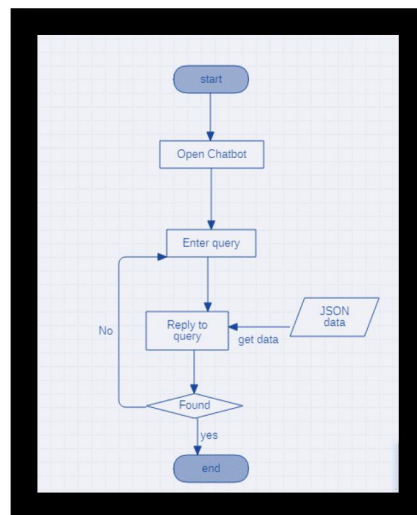 start
Open Chatbot
Enter query
JSON
data
Reply to
query
get data
No
Found
yes
end